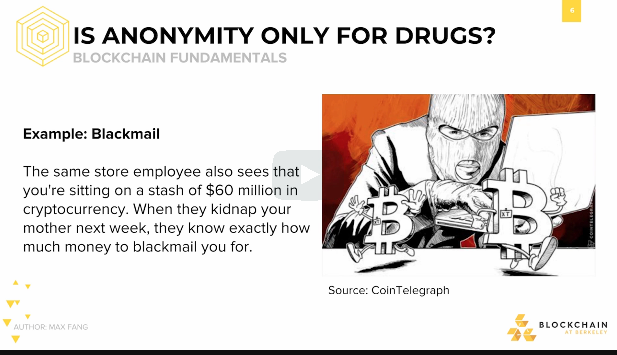 6
IS ANONYMITY ONLY FOR DRUGS?
BLOCKCHAIN FUNDAMENTALS
Example: Blackmail
The same store employee also sees that
you're sitting on a stash of $60 million in
cryptocurrency. When they kidnap your
mother next week, they know exactly how
much money to blackmail you for.
Source: CoinTelegraph
AUTHOR: MAX FANG
BLOCKCHAIN
AT BERKELEY